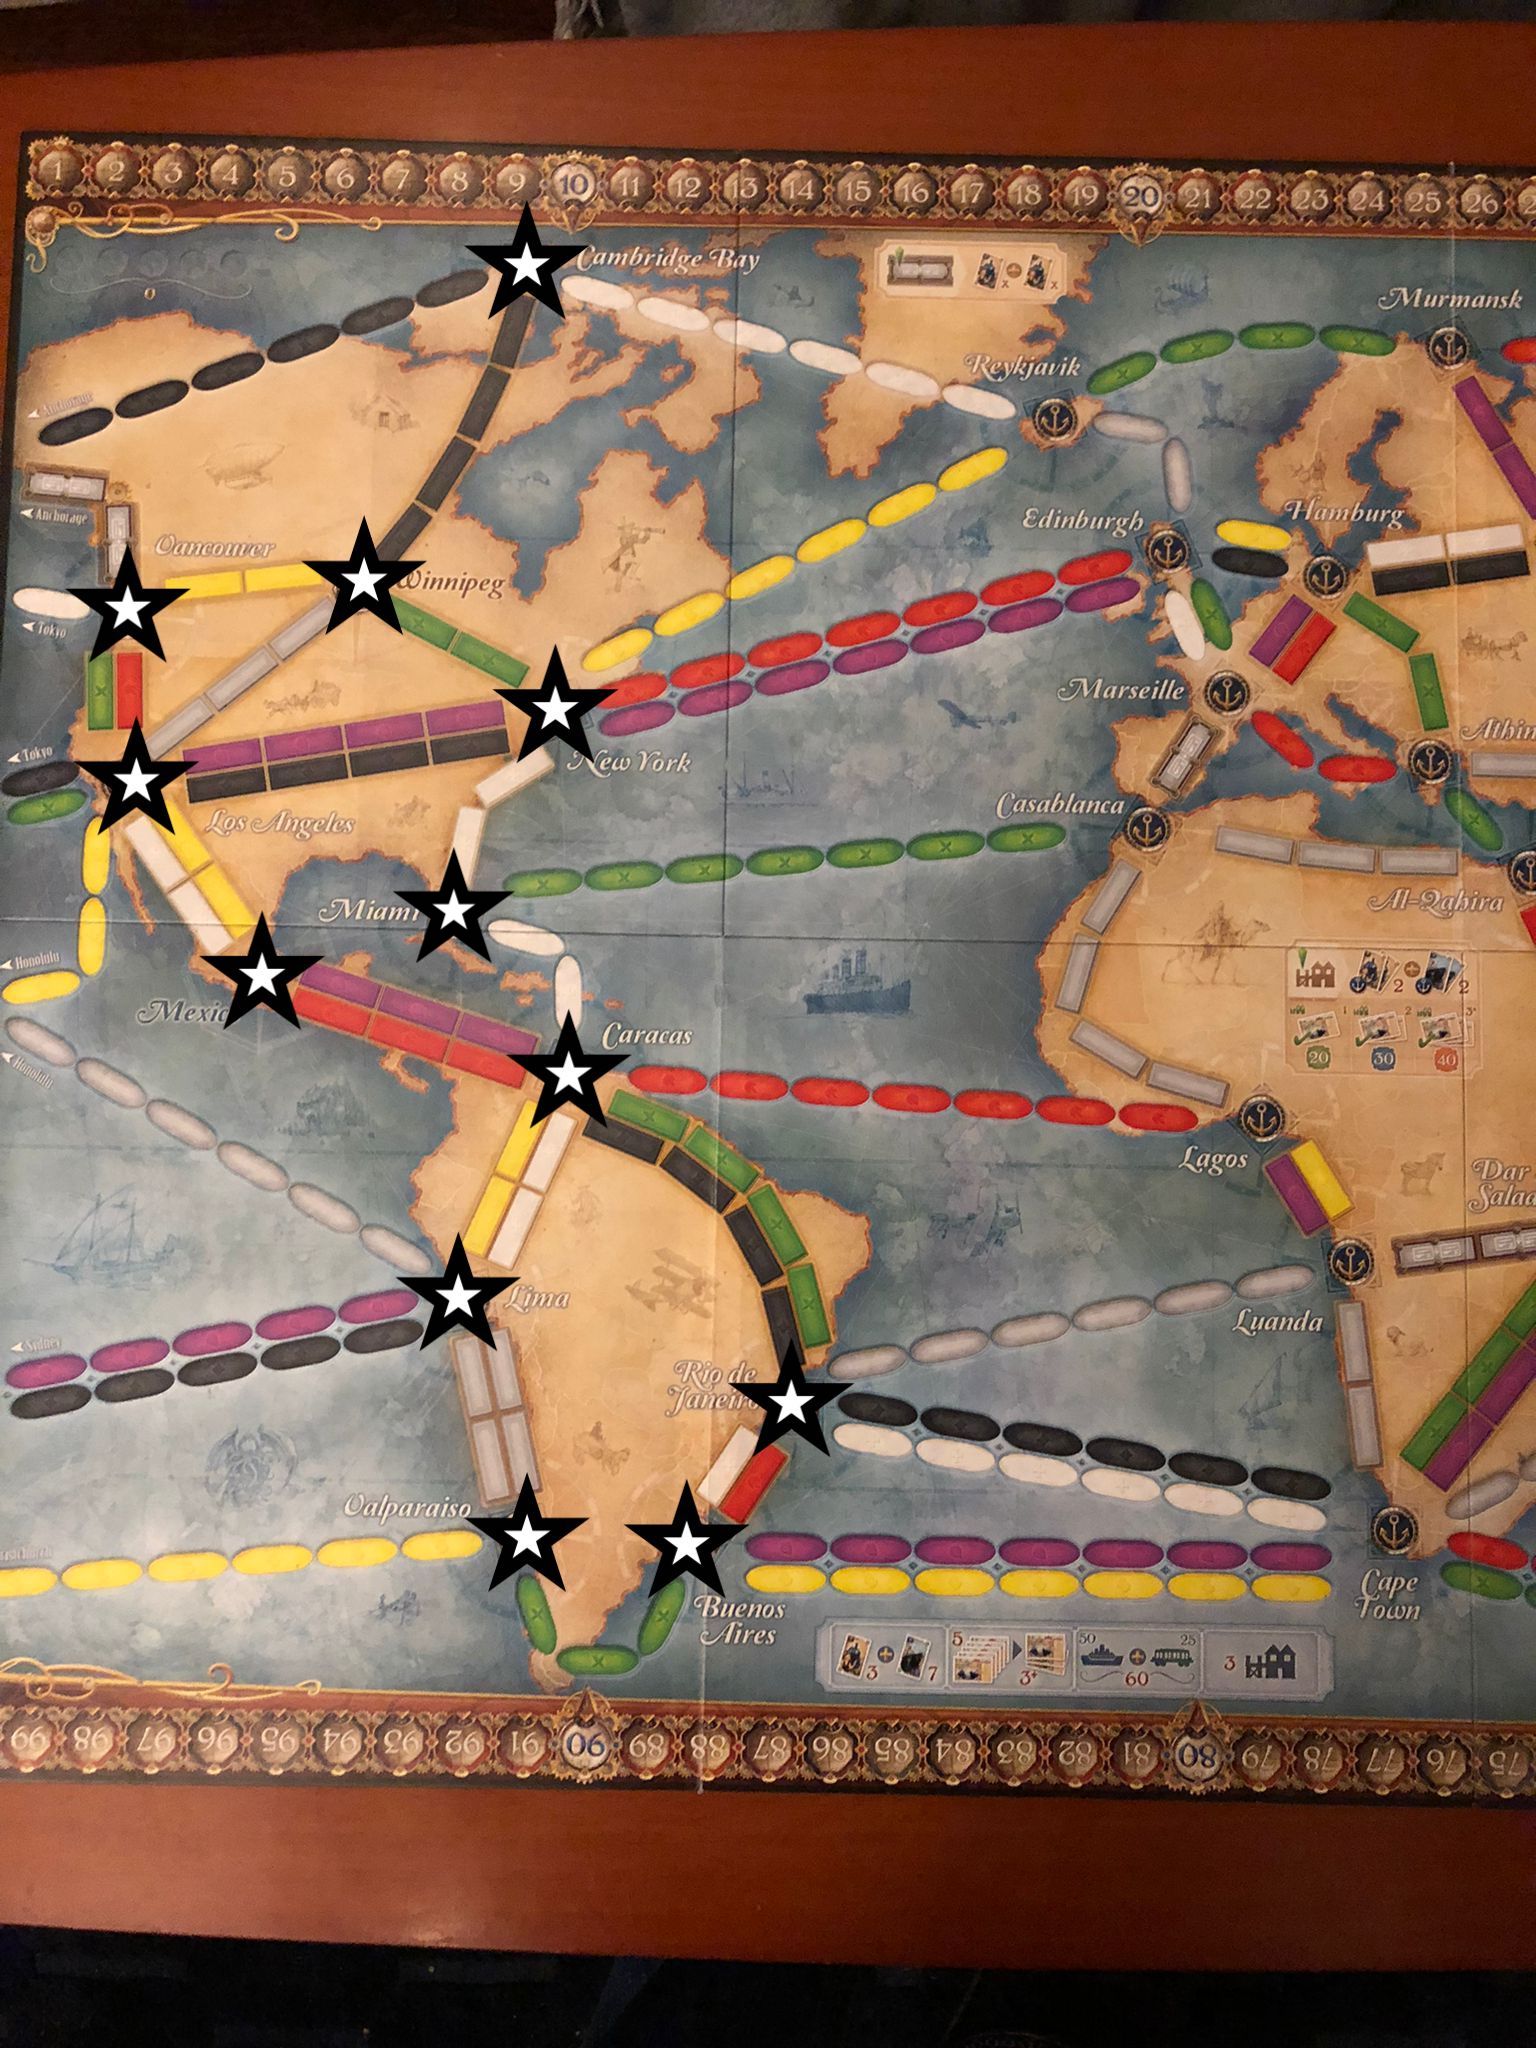 1 2 3 4 5 6 7 8 9 10 11 12 13 14 15 16 17 18 19 20 21 22 23 24 25 26
Cambridge Bay
x x
Murmansk
Reykjavik
Anchorage
Anchorage
Edinburgh
Hamburg
Vancouver
Winnipeg
Tokyo
Marseille
Tokyo
New York
Casablanca
Los Angeles
Miami
Al-Qahira
Honolulu
2 2
Mexic
Caracas
1 2 3+
20 30 40
Honolulu
Lagos
Dar
Lima
Luanda
Sydney
Rio de
Janeiro
Valparaiso
Cape
Town
Buenos
Aires
3 7
5
3+
50 25
60
3
99 98 97 96 95 94 93 92 91 90 89 88 87 86 85 84 83 82 81 80 79 78 77 76 75